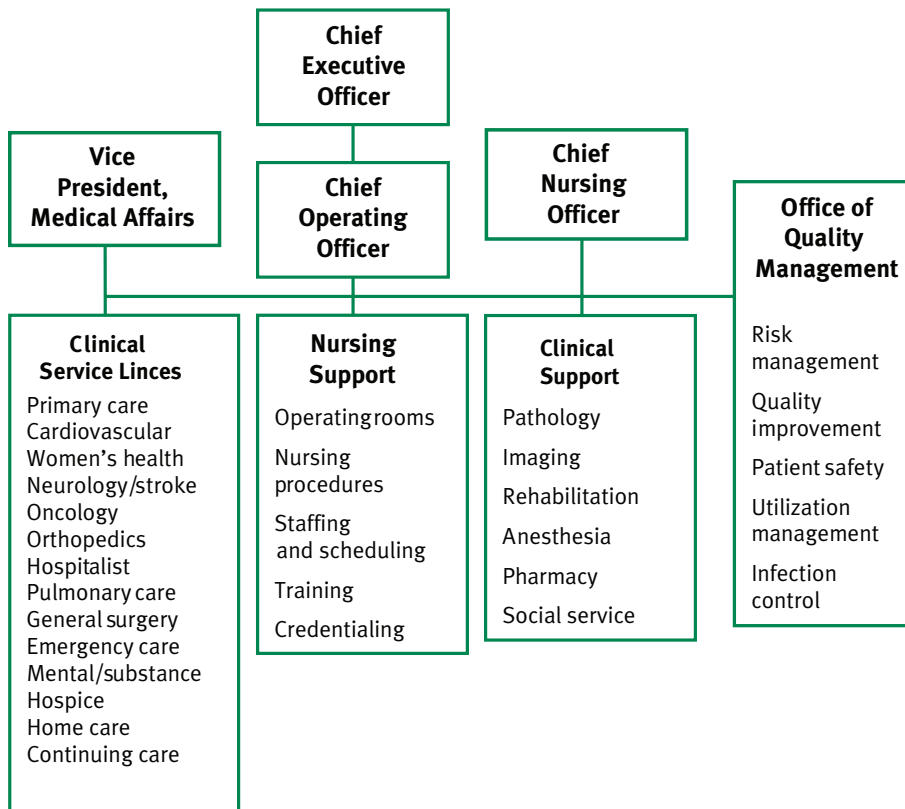 Chief
Executive
Officer
Vice
President,
Medical Affairs
Chief
Operating
Officer
Chief
Nursing
Officer
Office of
Quality
Management
Risk
management
Quality
improvement
Patient safety
Utilization
management
Infection
control
Clinical
Service Linces
Primary care
Cardiovascular
Women’s health
Neurology/stroke
Oncology
Orthopedics
Hospitalist
Pulmonary care
General surgery
Emergency care
Mental/substance
Hospice
Home care
Continuing care
Nursing
Support
Operatingrooms
Nursing
procedures
Staffing
and scheduling
Training
Credentialing
Clinical
Support
Pathology
Imaging
Rehabilitation
Anesthesia
Pharmacy
Social service